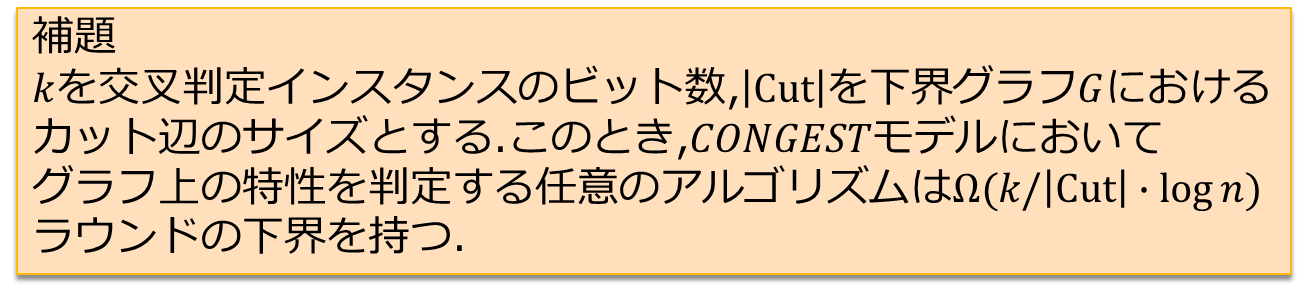 補題
𝑘を交叉判定インスタンスのビット数,|Cut|を下界グラフ𝐺における
カット辺のサイズとする.このとき,𝐶𝑂𝑁𝐺𝐸𝑆𝑇モデルにおいて
グラフ上の特性を判定する任意のアルゴリズムはΩ(𝑘/|Cut| ⋅ log 𝑛)
ラウンドの下界を持つ.